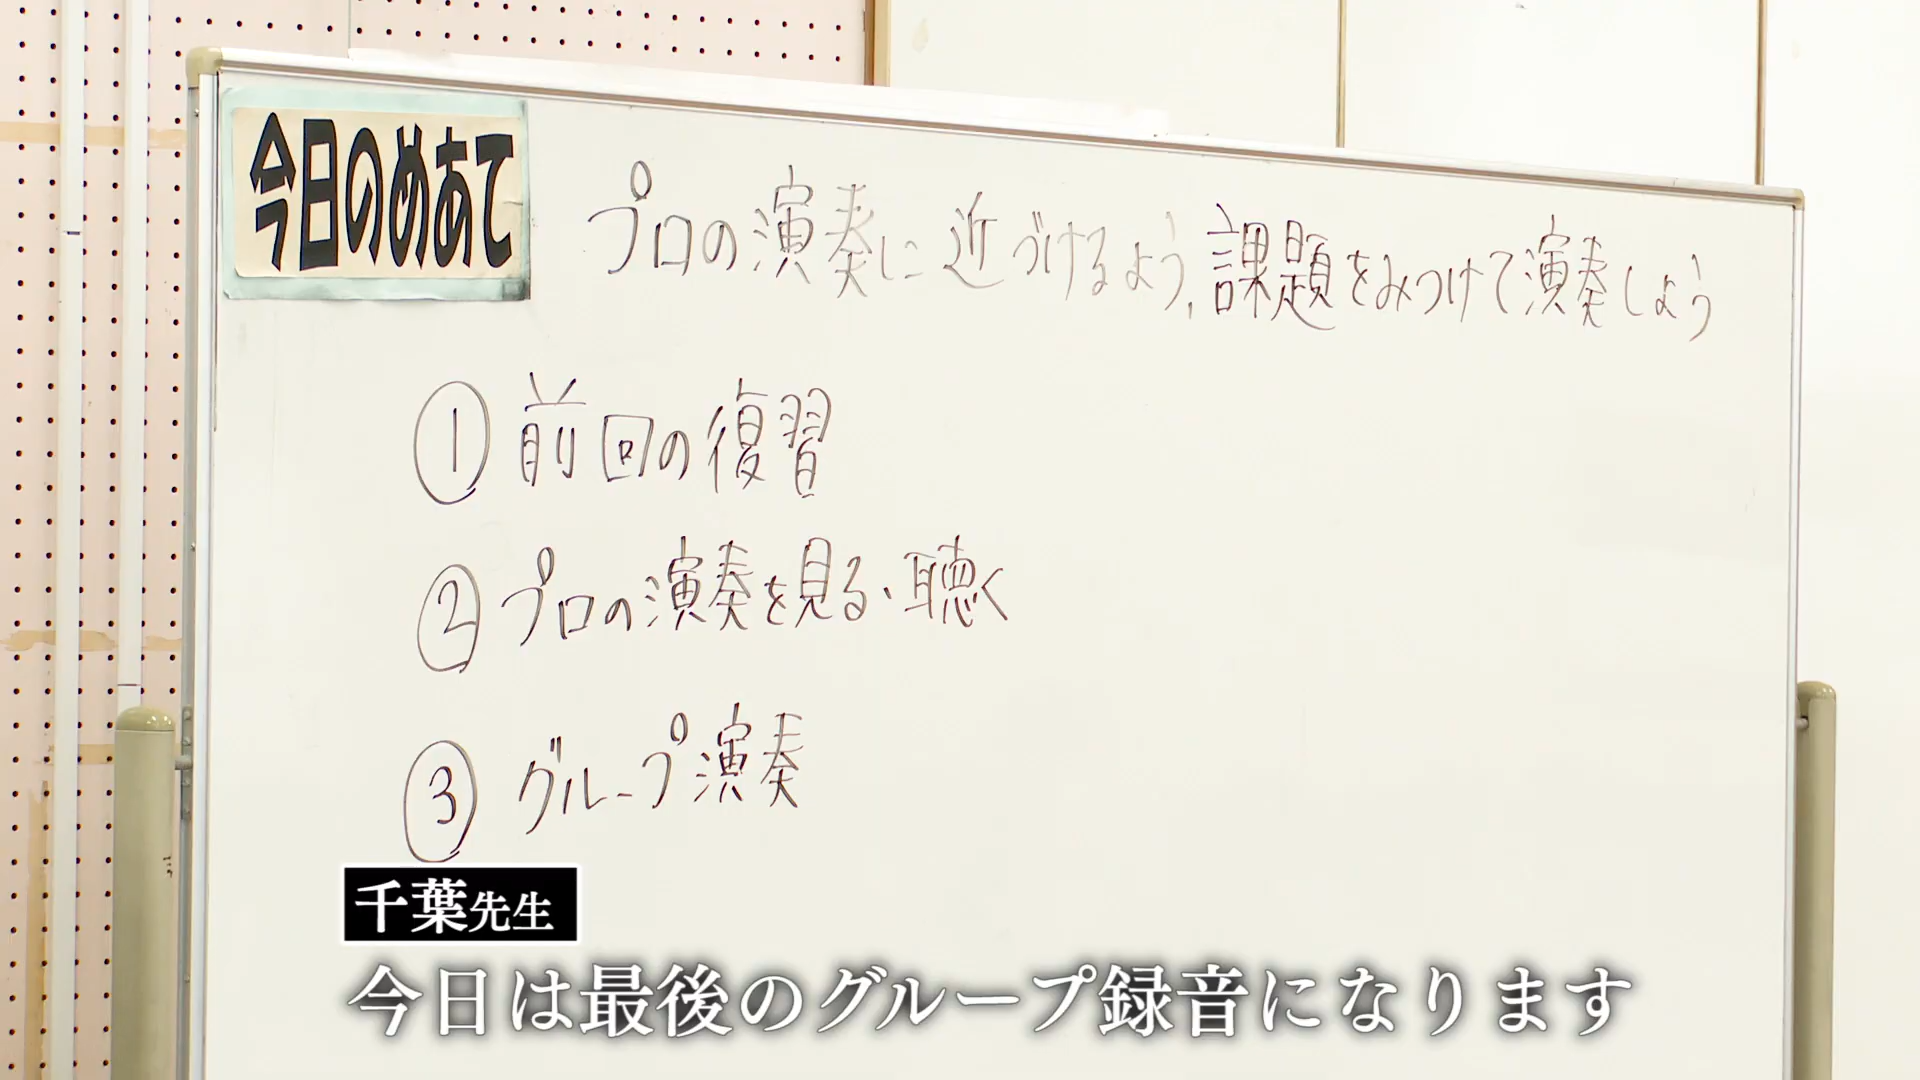 今日のめあて
プロの演奏に近づけるよう,課題をみつけて演奏しよう
① 前回の復習
② プロの演奏を見る・聴く
③ グループ演奏
千葉先生
今日は最後のグループ録音になります